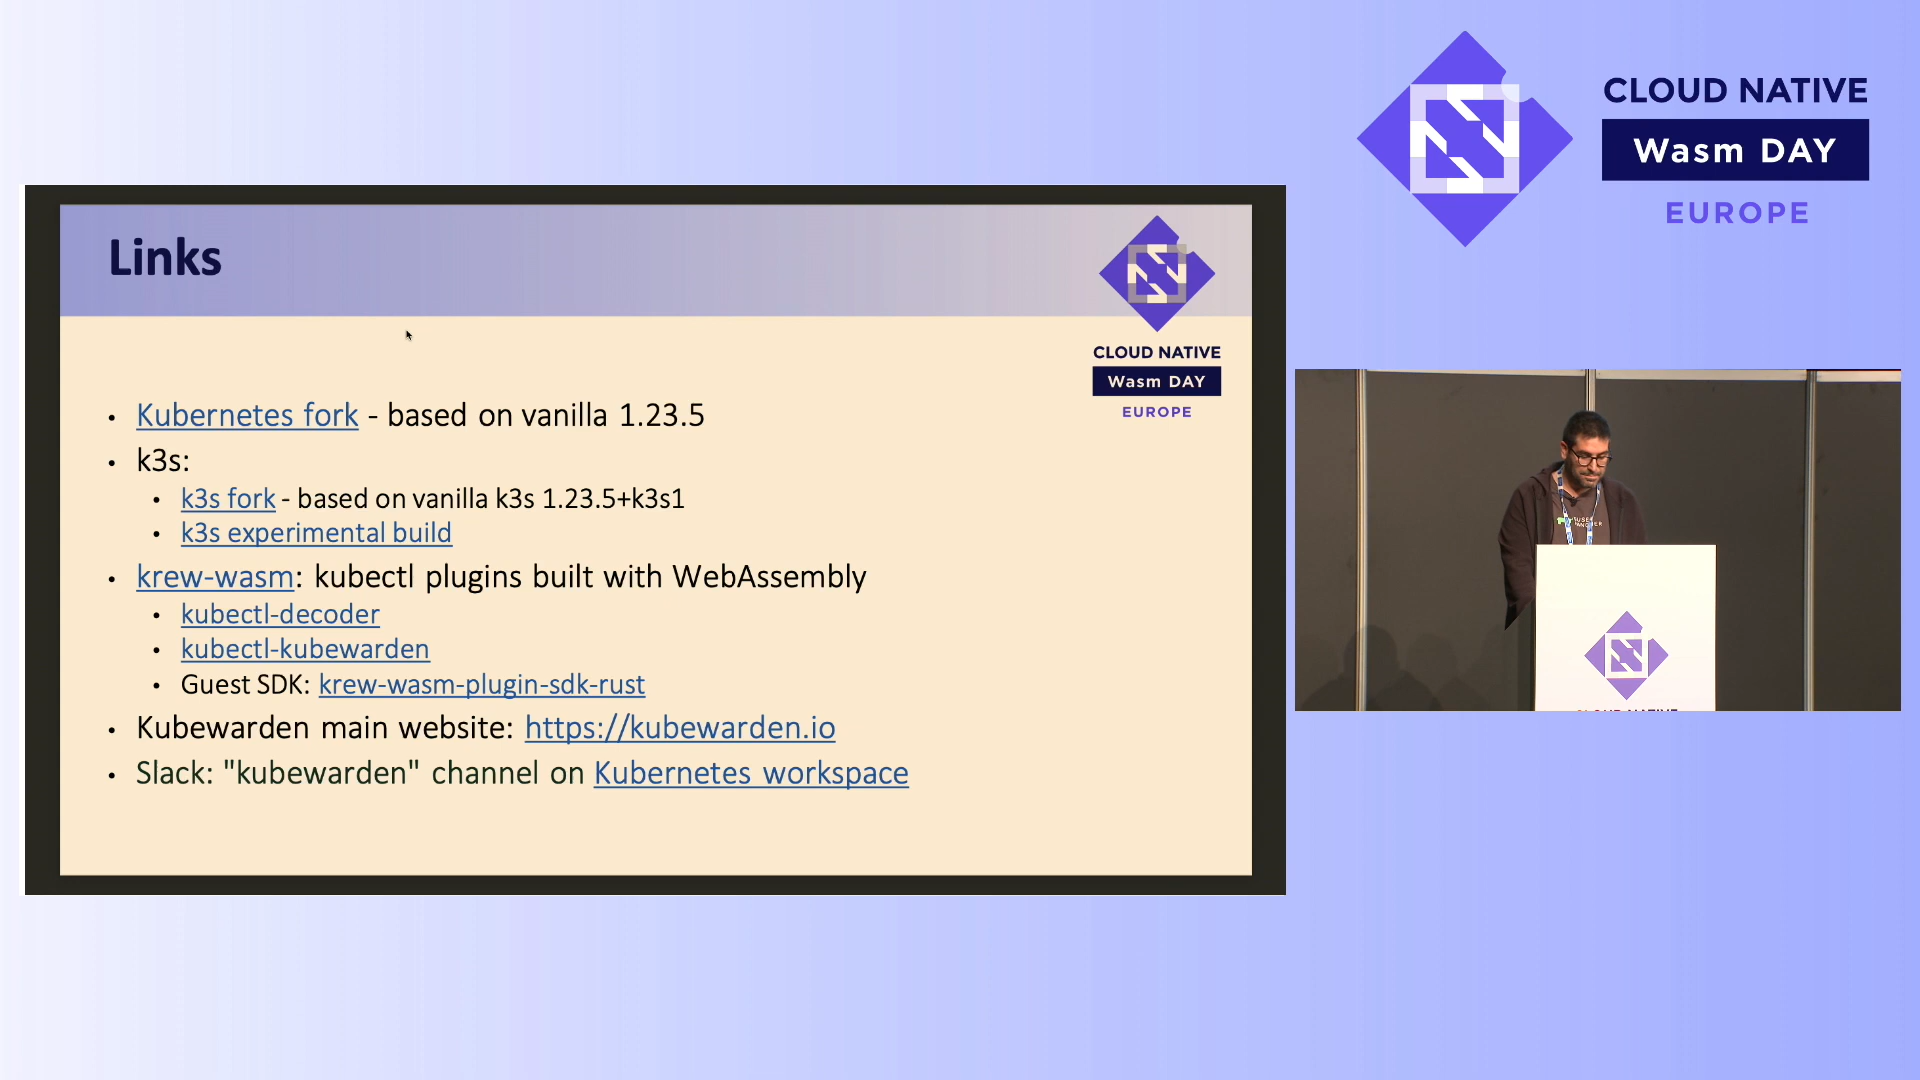 CLOUD NATIVE
Wasm DAY
EUROPE
Links
CLOUD NATIVE
Wasm DAY
EUROPE
• Kubernetes fork - based on vanilla 1.23.5
• k3s:
• k3s fork - based on vanilla k3s 1.23.5+k3s1
• k3s experimental build
• krew-wasm: kubectl plugins built with WebAssembly
• kubectl-decoder
• kubectl-kubewarden
• Guest SDK: krew-wasm-plugin-sdk-rust
• Kubewarden main website: https://kubewarden.io
• Slack: "kubewarden" channel on Kubernetes workspace